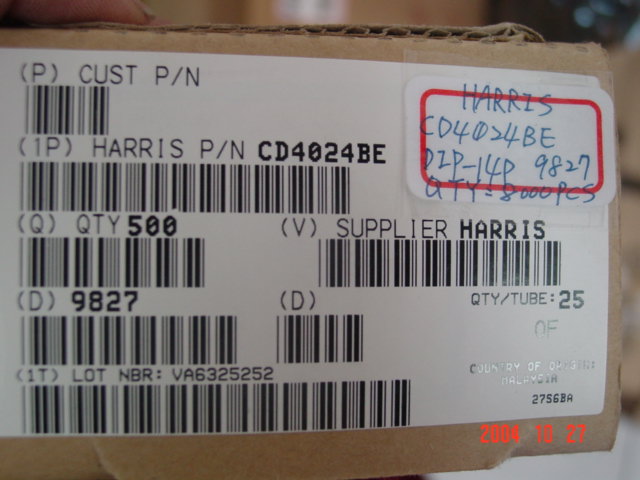 (P) CUST P/N
(1P) HARRIS P/N CD4024BE
HARRIS
CD4024BE
DIP-14P 9827
QTY=8000PCS
(Q) QTY 500
(V) SUPPLIER HARRIS
(D) 9827
(D)
QTY/TUBE: 25
OF
(1T) LOT NBR: VA6325252
COUNTRY OF ORIGIN:
MALAYSIA
27S6BA
2004 10 27